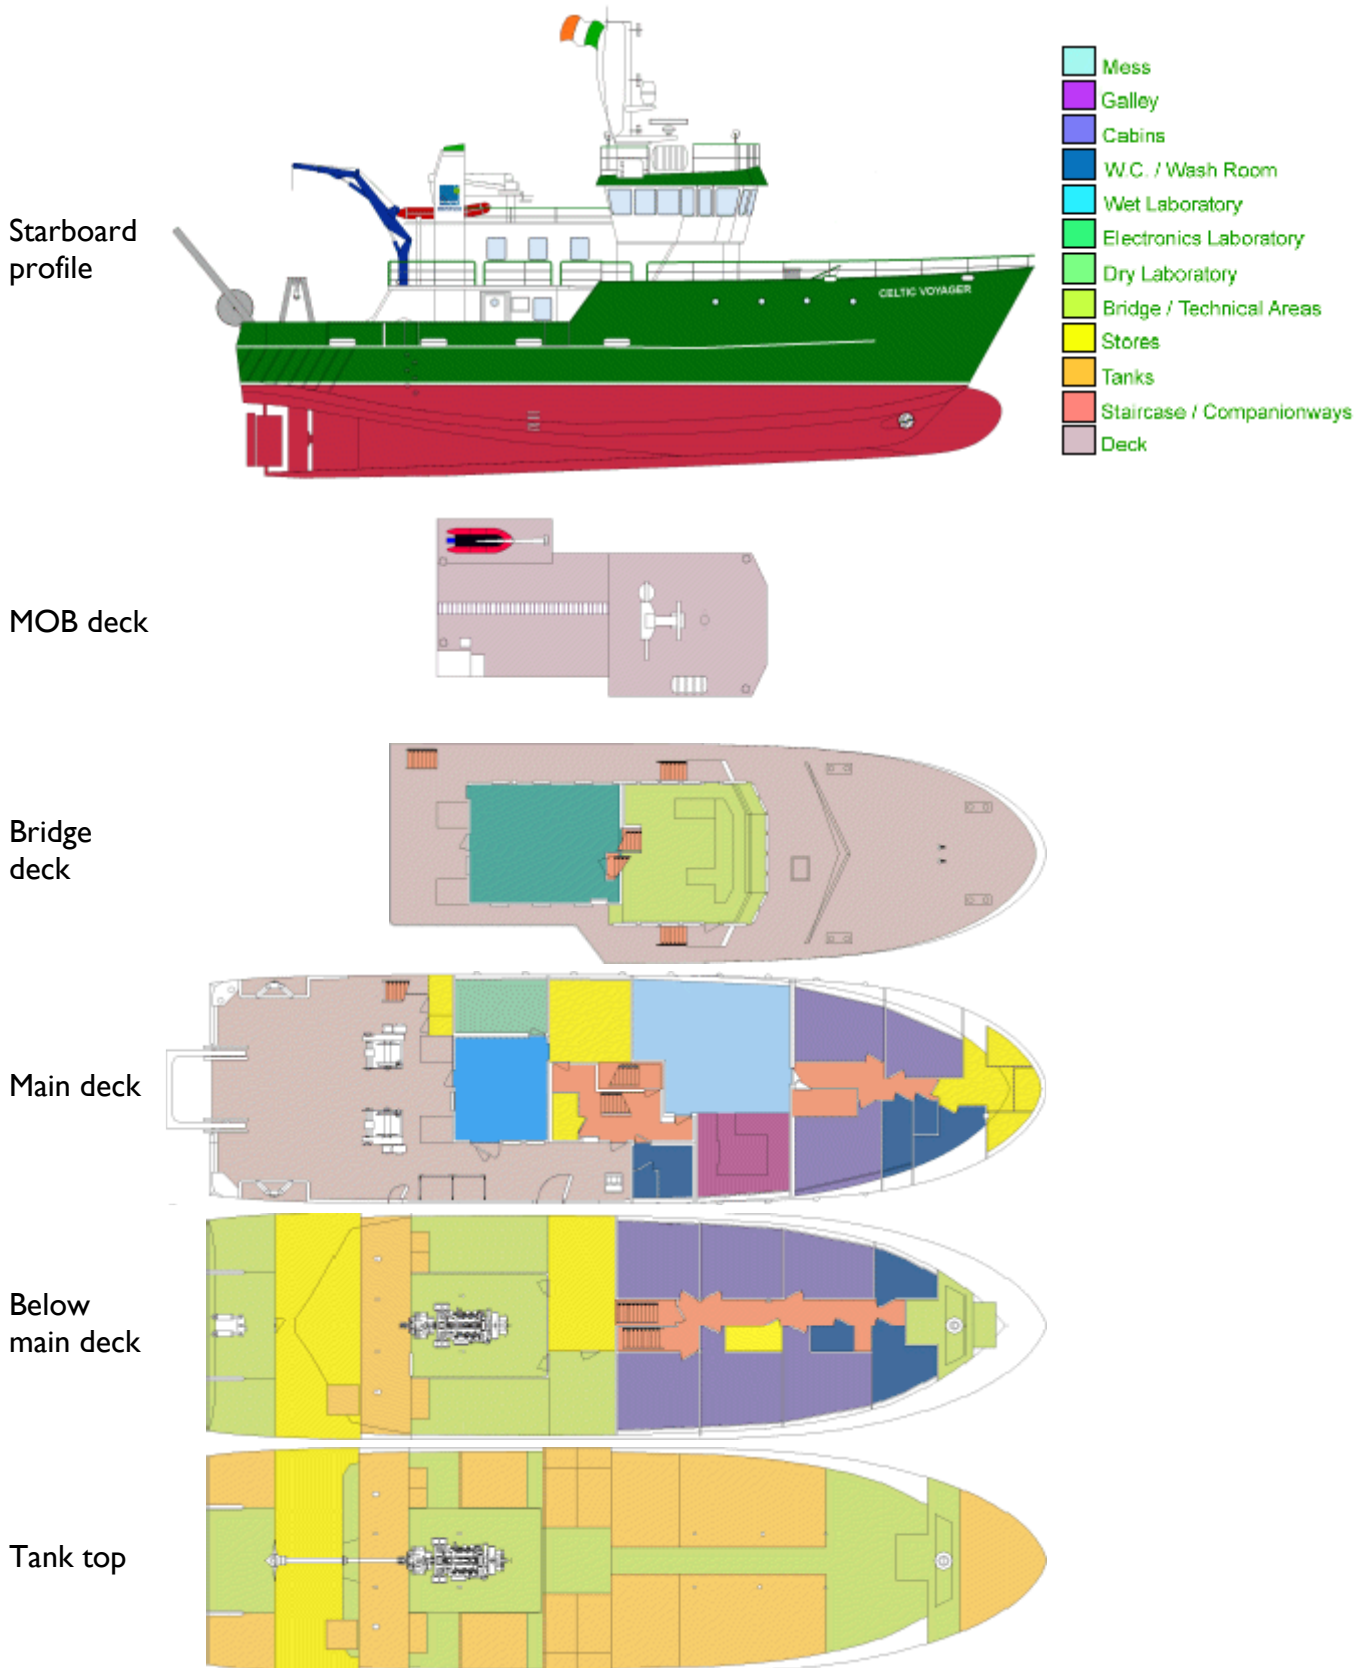 Mess
Galley
Cabins
W.C. / Wash Room
Wet Laboratory
Electronics Laboratory
Dry Laboratory
Bridge / Technical Areas
Stores
Tanks
Staircase / Companionways
Deck
Starboard
profile
CELTIC VOYAGER
MOB deck
Bridge
deck
Main deck
Below
main deck
Tank top